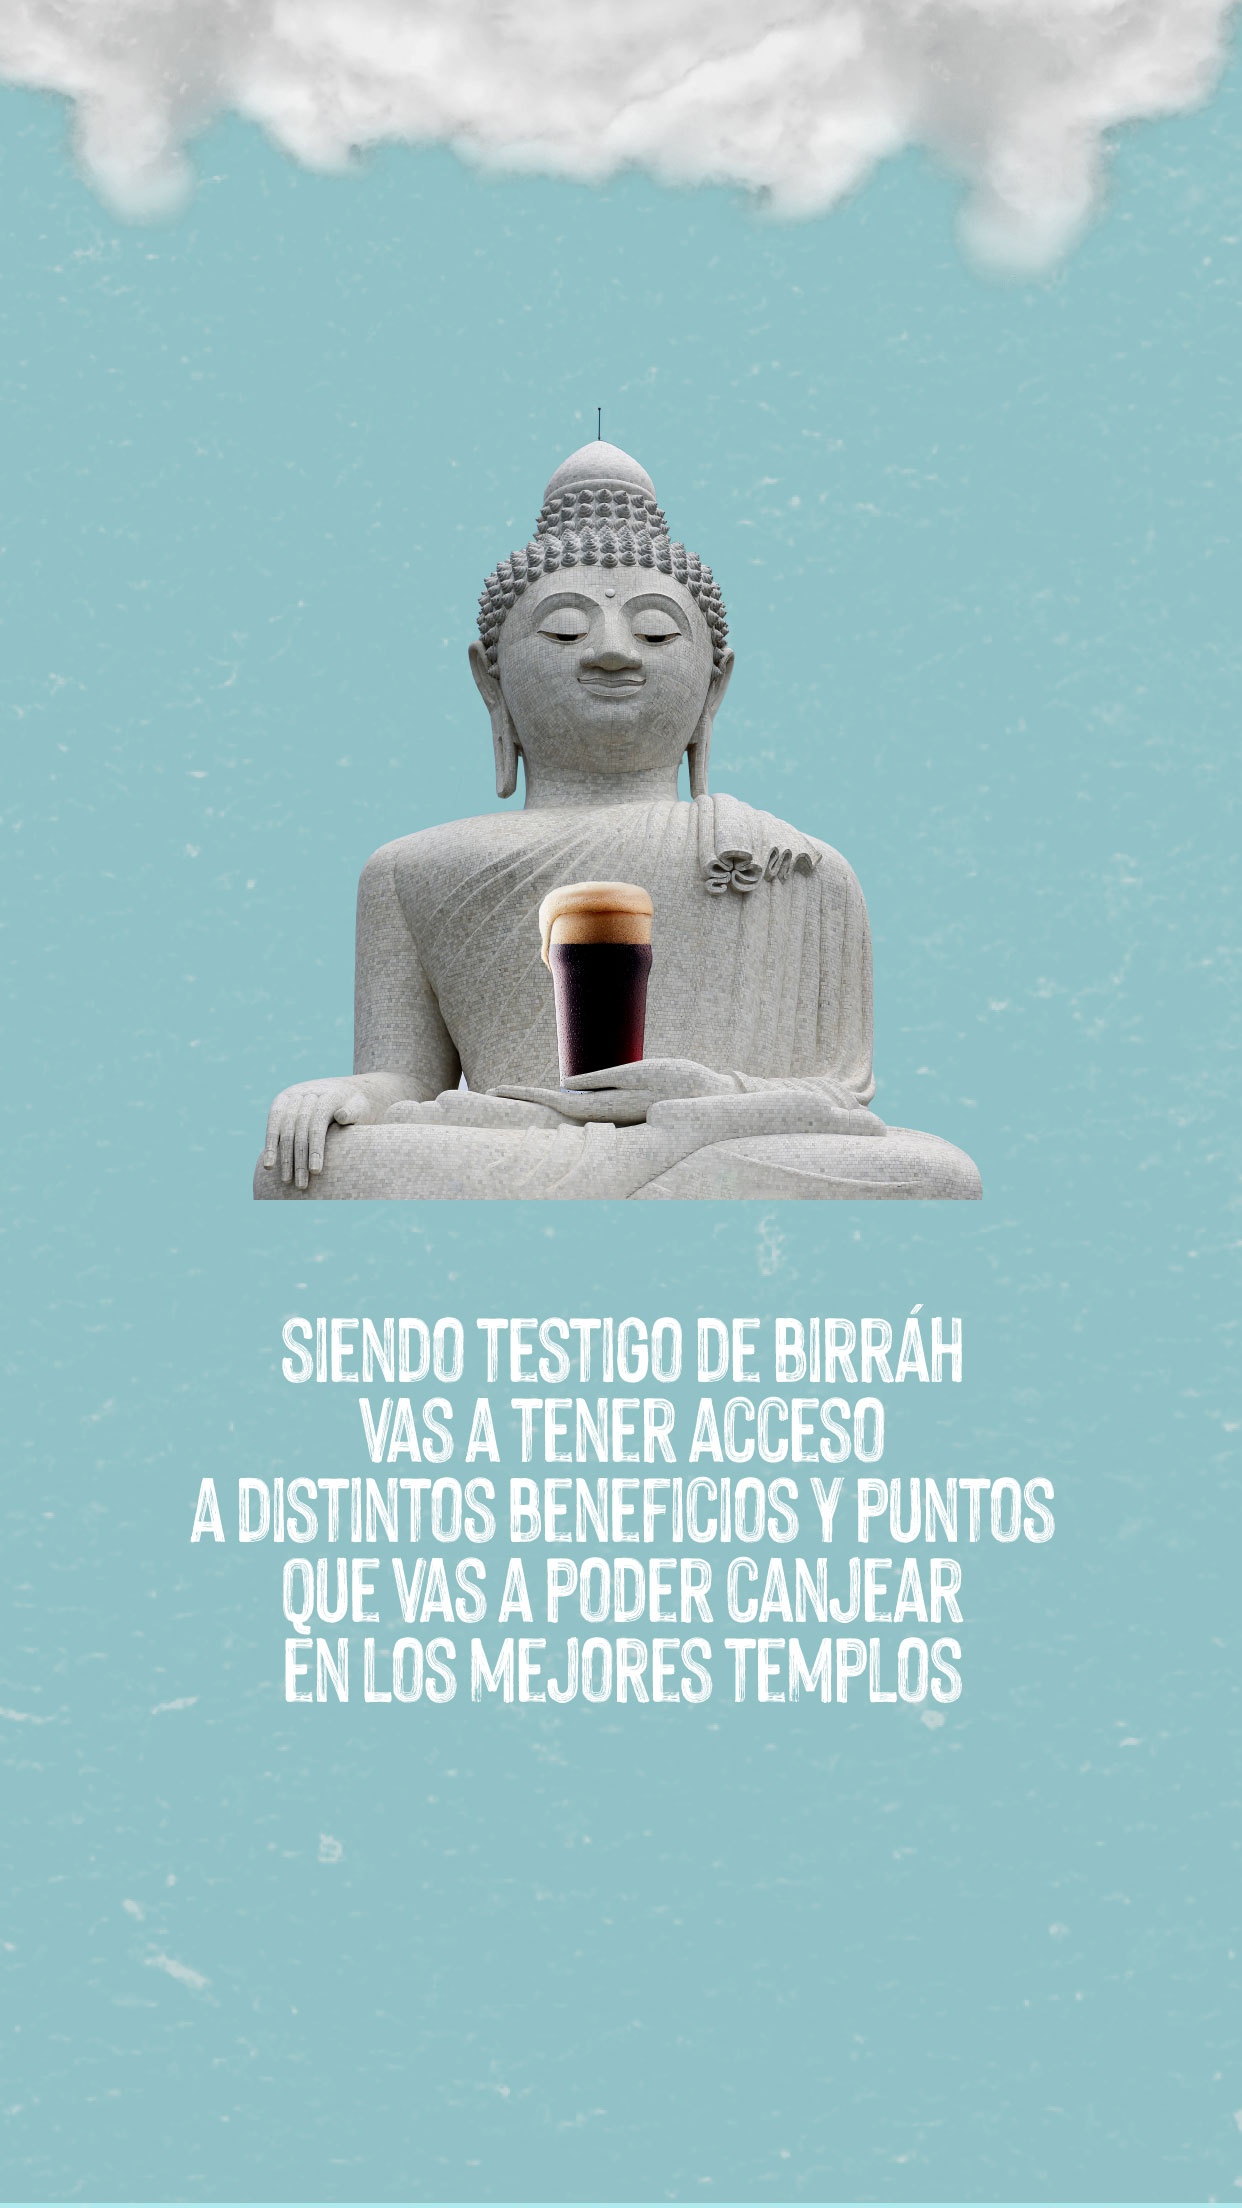 SIENDO TESTIGO DE BIRRÁH
VAS A TENER ACCESO
A DISTINTOS BENEFICIOS Y PUNTOS
QUE VAS A PODER CANJEAR
EN LOS MEJORES TEMPLOS